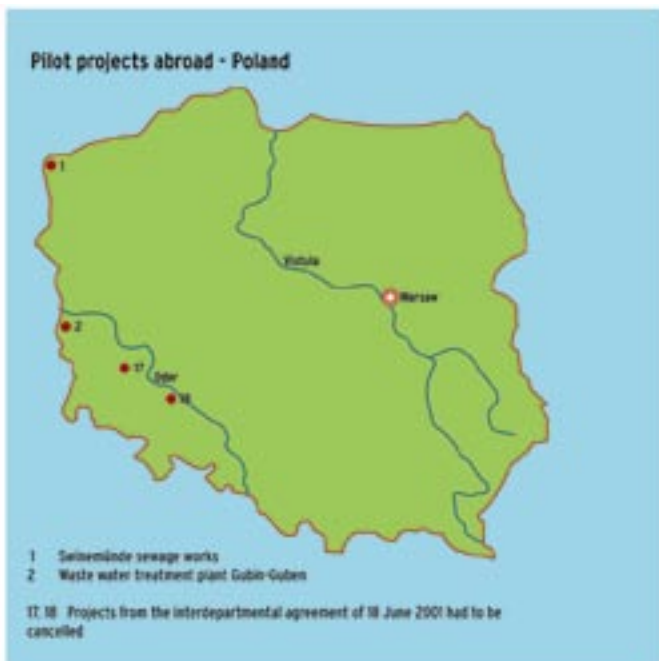 Pilot projects abroad - Poland
1
Vistula
Warsaw
2
17
Oder
18
1 Swinemünde sewage works
2 Waste water treatment plant Gubin-Guben
17, 18 Projects from the interdepartmental agreement of 18 June 2001 had to be
cancelled